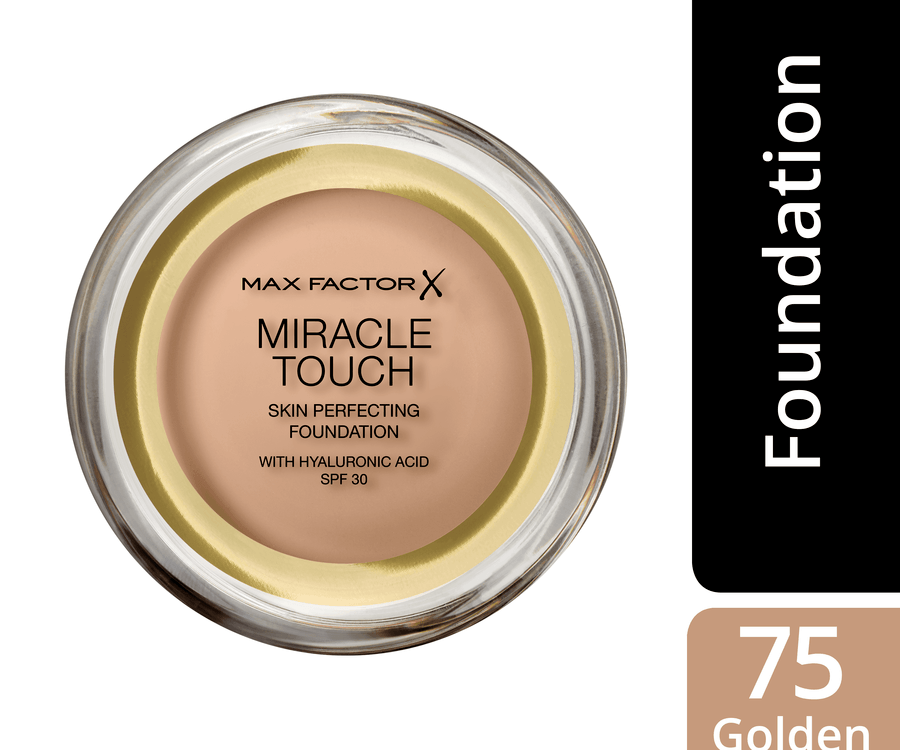 MAX FACTOR X
MIRACLE
TOUCH
SKIN PERFECTING
FOUNDATION
WITH HYALURONIC ACID
SPF 30
Foundation
75
Golden